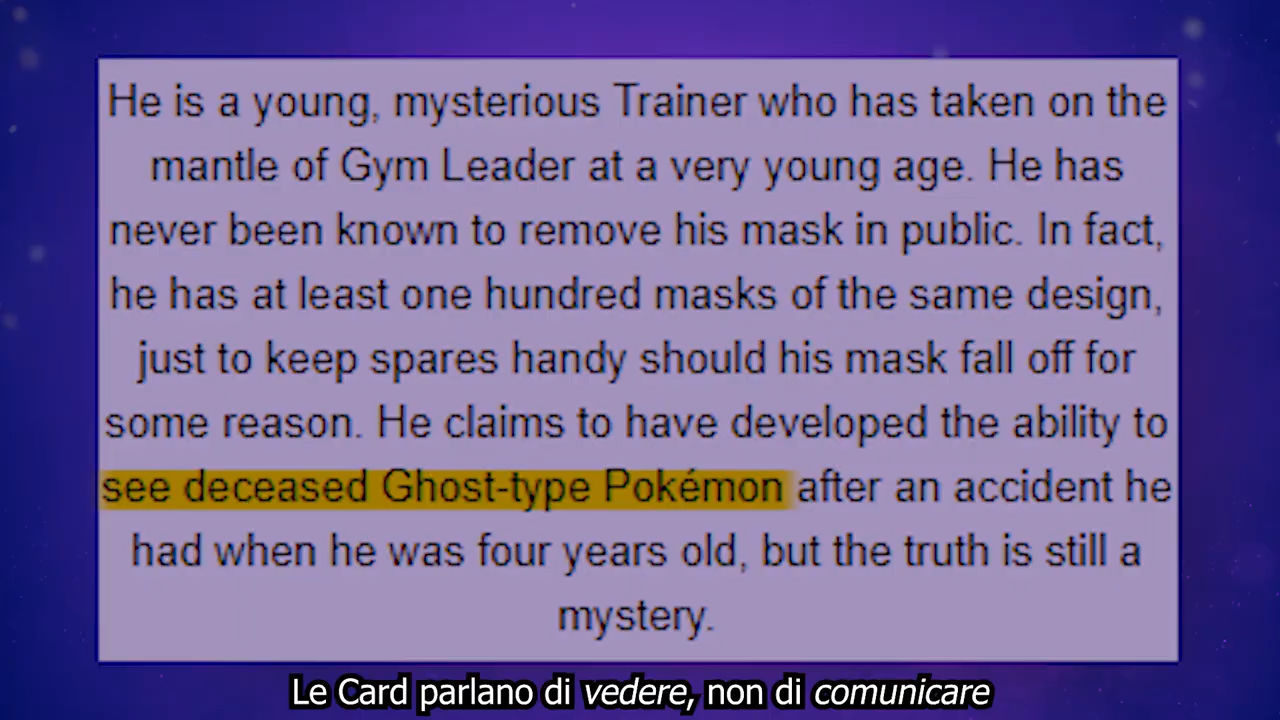 He is a young, mysterious Trainer who has taken on the
mantle of Gym Leader at a very young age. He has
never been known to remove his mask in public. In fact,
he has at least one hundred masks of the same design,
just to keep spares handy should his mask fall off for
some reason. He claims to have developed the ability to
see deceased Ghost-type Pokémon after an accident he
had when he was four years old, but the truth is still a
mystery.
Le Card parlano di vedere, non di comunicare